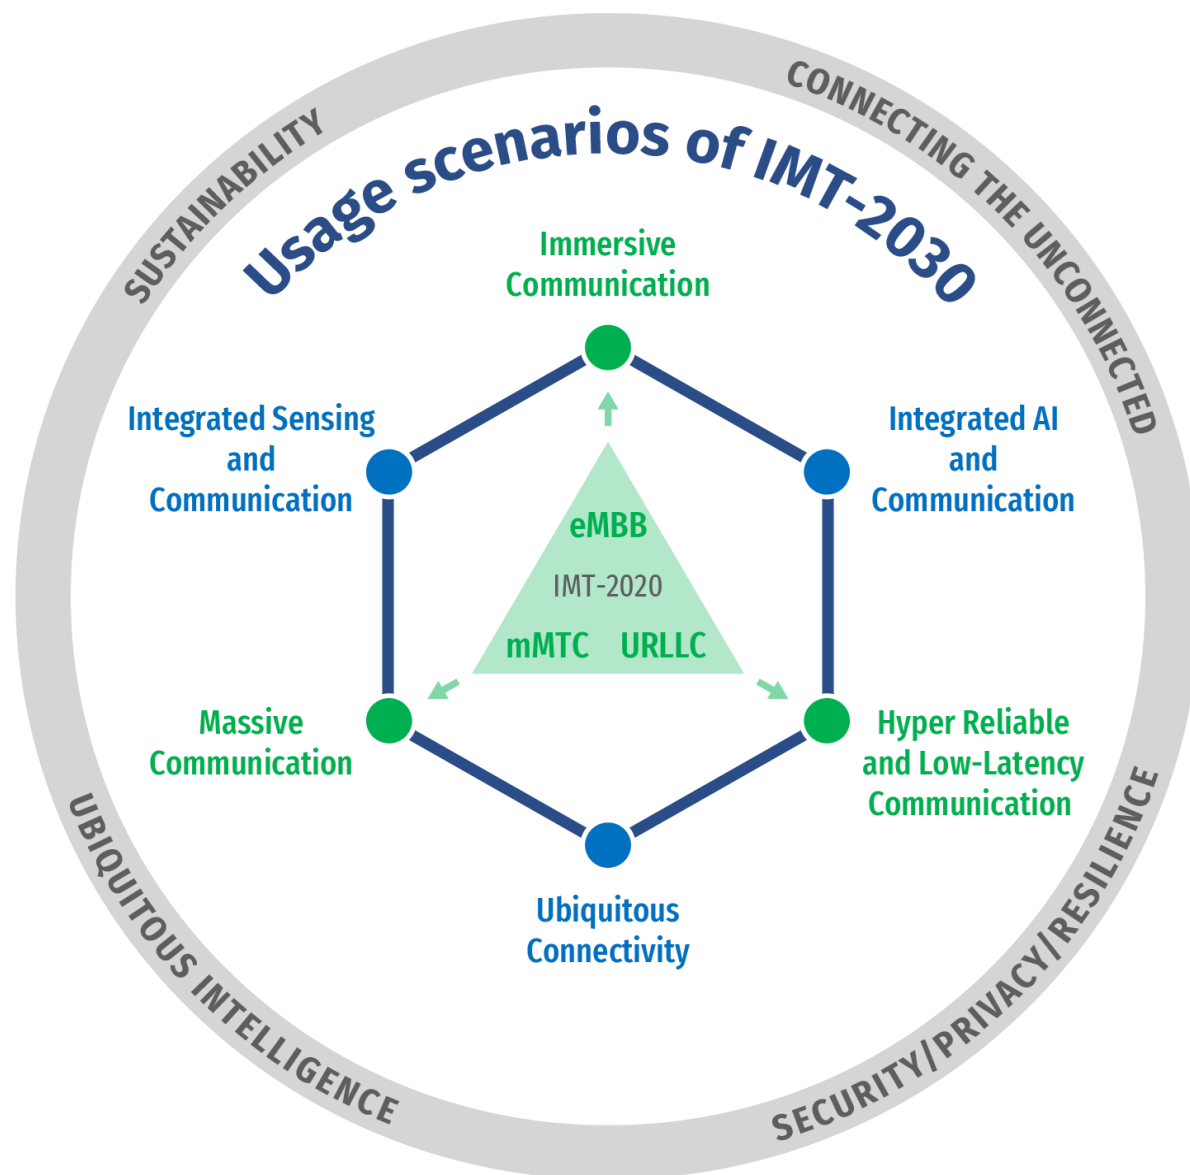 SUSTAINABILITY
CONNECTING THE UNCONNECTED
Usage scenarios of IMT-2030
Immersive
Communication
Integrated Sensing
and
Communication
Integrated AI
and
Communication
eMBB
IMT-2020
mMTC URLLC
Massive
Communication
Hyper Reliable
and Low-Latency
Communication
Ubiquitous
Connectivity
UBIQUITOUS INTELLIGENCE
SECURITY/PRIVACY/RESILIENCE